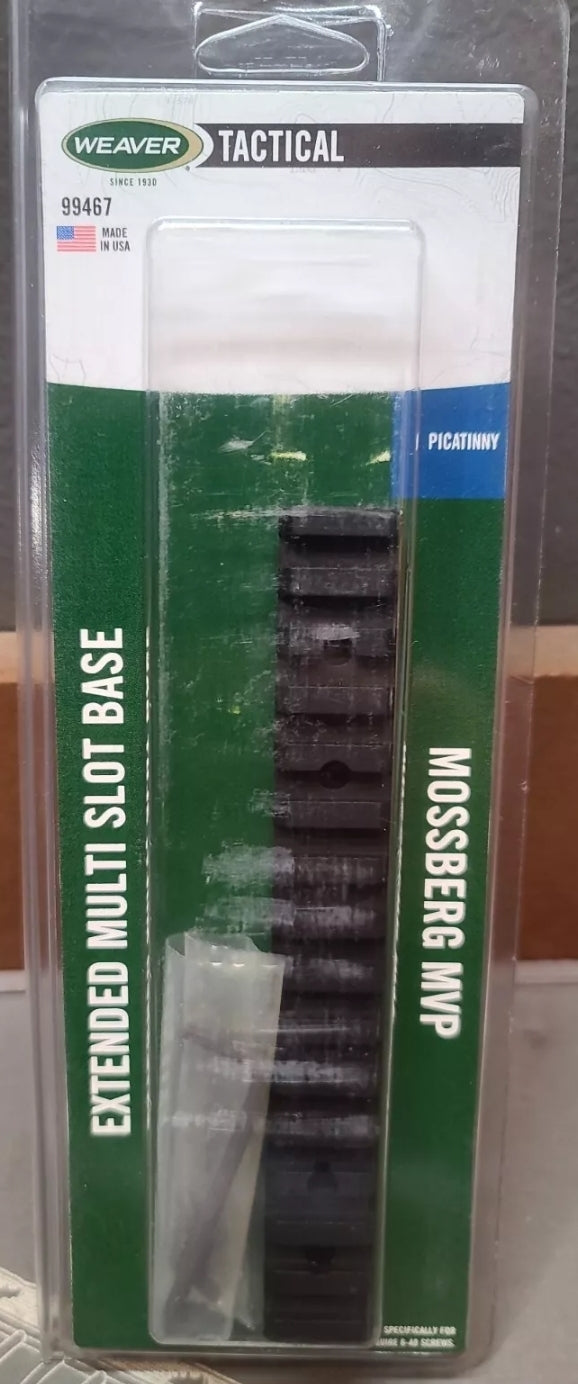 WEAVER
TACTICAL
SINCE 1930
99467
MADE
IN USA
PICATINNY
EXTENDED MULTI SLOT BASE
MOSSBERG MVP
SPECIFICALLY FOR
6-40 SCREWS.